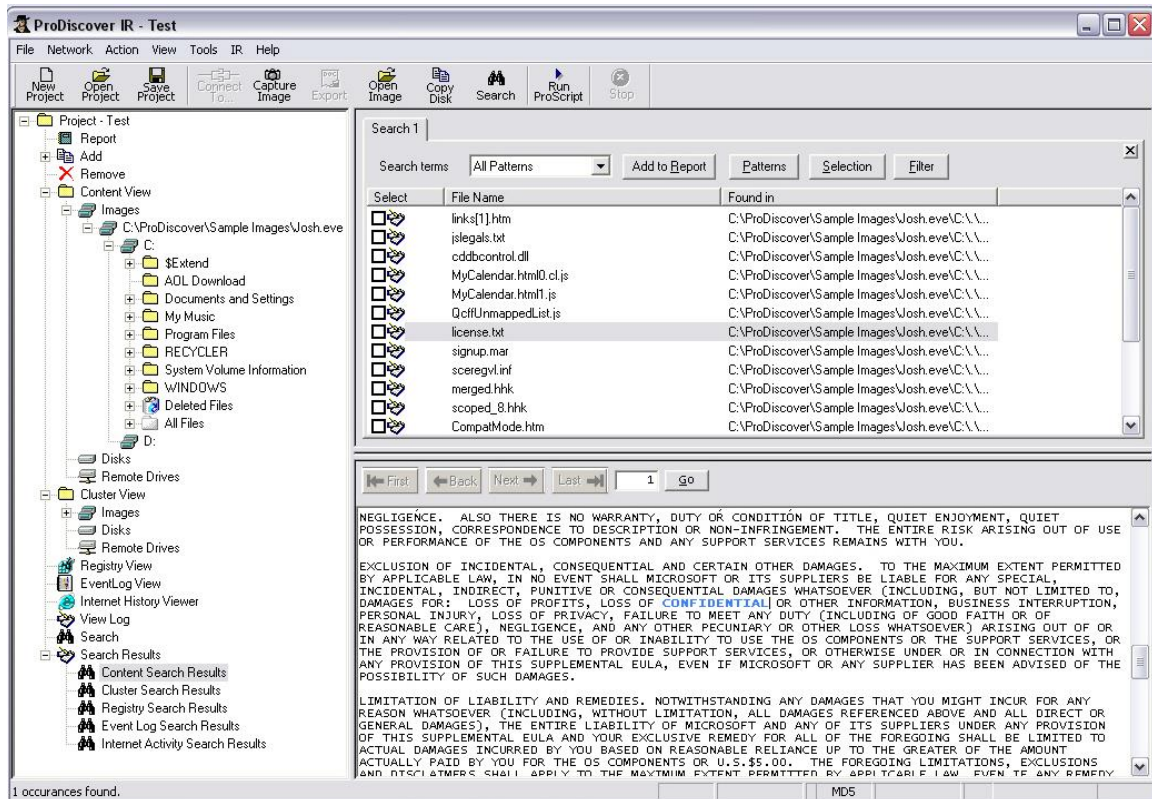 ProDiscover IR - Test
File Network Action View Tools IR Help
New Project
Open Project
Save Project
Connect To...
Capture Image
Export
Open Image
Copy Disk
Search
Run ProScript
Stop
Project - Test
Report
Add
Remove
Content View
Images
C:\ProDiscover\Sample Images\Josh.eve
C:
$Extend
AOL Download
Documents and Settings
My Music
Program Files
RECYCLER
System Volume Information
WINDOWS
Deleted Files
All Files
D:
Disks
Remote Drives
Cluster View
Images
Disks
Remote Drives
Registry View
EventLog View
Internet History Viewer
View Log
Search
Search Results
Content Search Results
Cluster Search Results
Registry Search Results
Event Log Search Results
Internet Activity Search Results
Search 1
Search terms All Patterns Add to Report Patterns Selection Filter
Select File Name Found in
links[1].htm C:\ProDiscover\Sample Images\Josh.eve\C:\.\...
jslegals.txt C:\ProDiscover\Sample Images\Josh.eve\C:\.\...
cddbcontrol.dll C:\ProDiscover\Sample Images\Josh.eve\C:\.\...
MyCalendar.html0.cl.js C:\ProDiscover\Sample Images\Josh.eve\C:\.\...
MyCalendar.html1.js C:\ProDiscover\Sample Images\Josh.eve\C:\.\...
QcffUnmappedList.js C:\ProDiscover\Sample Images\Josh.eve\C:\.\...
license.txt C:\ProDiscover\Sample Images\Josh.eve\C:\.\...
signup.mar C:\ProDiscover\Sample Images\Josh.eve\C:\.\...
sceregvl.inf C:\ProDiscover\Sample Images\Josh.eve\C:\.\...
merged.hhk C:\ProDiscover\Sample Images\Josh.eve\C:\.\...
scoped_8.hhk C:\ProDiscover\Sample Images\Josh.eve\C:\.\...
CompatMode.htm C:\ProDiscover\Sample Images\Josh.eve\C:\.\...
First Back Next Last 1 Go
NEGLIGENCE. ALSO THERE IS NO WARRANTY, DUTY OR CONDITION OF TITLE, QUIET ENJOYMENT, QUIET
POSSESSION, CORRESPONDENCE TO DESCRIPTION OR NON-INFRINGEMENT. THE ENTIRE RISK ARISING OUT OF USE
OR PERFORMANCE OF THE OS COMPONENTS AND ANY SUPPORT SERVICES REMAINS WITH YOU.
EXCLUSION OF INCIDENTAL, CONSEQUENTIAL AND CERTAIN OTHER DAMAGES. TO THE MAXIMUM EXTENT PERMITTED
BY APPLICABLE LAW, IN NO EVENT SHALL MICROSOFT OR ITS SUPPLIERS BE LIABLE FOR ANY SPECIAL,
INCIDENTAL, INDIRECT, PUNITIVE OR CONSEQUENTIAL DAMAGES WHATSOEVER (INCLUDING, BUT NOT LIMITED TO,
DAMAGES FOR: LOSS OF PROFITS, LOSS OF CONFIDENTIAL OR OTHER INFORMATION, BUSINESS INTERRUPTION,
PERSONAL INJURY, LOSS OF PRIVACY, FAILURE TO MEET ANY DUTY (INCLUDING OF GOOD FAITH OR OF
REASONABLE CARE), NEGLIGENCE, AND ANY OTHER PECUNIARY OR OTHER LOSS WHATSOEVER) ARISING OUT OF OR
IN ANY WAY RELATED TO THE USE OF OR INABILITY TO USE THE OS COMPONENTS OR THE SUPPORT SERVICES, OR
THE PROVISION OF OR FAILURE TO PROVIDE SUPPORT SERVICES, OR OTHERWISE UNDER OR IN CONNECTION WITH
ANY PROVISION OF THIS SUPPLEMENTAL EULA, EVEN IF MICROSOFT OR ANY SUPPLIER HAS BEEN ADVISED OF THE
POSSIBILITY OF SUCH DAMAGES.
LIMITATION OF LIABILITY AND REMEDIES. NOTWITHSTANDING ANY DAMAGES THAT YOU MIGHT INCUR FOR ANY
REASON WHATSOEVER (INCLUDING, WITHOUT LIMITATION, ALL DAMAGES REFERENCED ABOVE AND ALL DIRECT OR
GENERAL DAMAGES), THE ENTIRE LIABILITY OF MICROSOFT AND ANY OF ITS SUPPLIERS UNDER ANY PROVISION
OF THIS SUPPLEMENTAL EULA AND YOUR EXCLUSIVE REMEDY FOR ALL OF THE FOREGOING SHALL BE LIMITED TO
ACTUAL DAMAGES INCURRED BY YOU BASED ON REASONABLE RELIANCE UP TO THE GREATER OF THE AMOUNT
ACTUALLY PAID BY YOU FOR THE OS COMPONENTS OR U.S.$5.00. THE FOREGOING LIMITATIONS, EXCLUSIONS
AND DISCLAIMERS SHALL APPLY TO THE MAXIMUM EXTENT PERMITTED BY APPLICABLE LAW, EVEN IF ANY REMEDY
1 occurances found. MD5